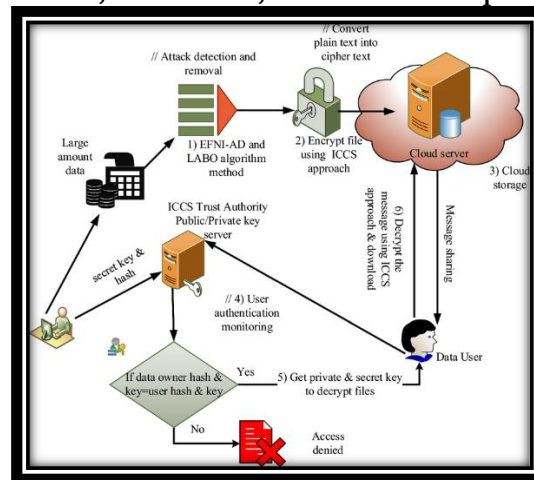 // Convert
plain text into
cipher text
// Attack detection and
removal
Large
amount
data
1) EFNI-AD and
LABO algorithm
method
2) Encrypt file
using ICCS
approach
Cloud server
3) Cloud
storage
ICCS Trust Authority
Public/Private key
server
secret key &
hash
// 4) User
authentication
monitoring
6) Decrypt the
message using ICCS
approach & download
Message sharing
Data User
If data owner hash &
key=user hash & key
Yes
5) Get private & secret key
to decrypt files
No
Access
denied